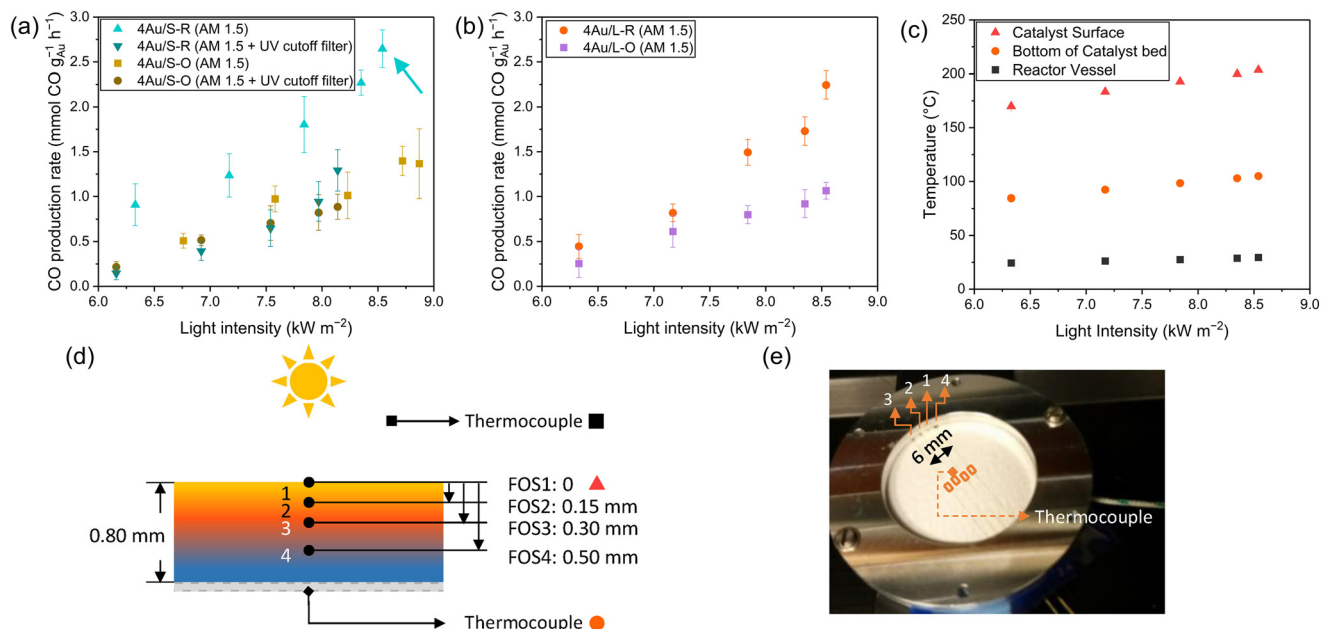 (a)
4Au/S-R (AM 1.5)
4Au/S-R (AM 1.5 + UV cutoff filter)
4Au/S-O (AM 1.5)
4Au/S-O (AM 1.5 + UV cutoff filter)
CO production rate (mmol CO g⁻¹Au h⁻¹)
3.0
2.5
2.0
1.5
1.0
0.5
0.0
6.0 6.5 7.0 7.5 8.0 8.5 9.0
Light intensity (kW m⁻²)
(b)
4Au/L-R (AM 1.5)
4Au/L-O (AM 1.5)
CO production rate (mmol CO g⁻¹Au h⁻¹)
3.0
2.5
2.0
1.5
1.0
0.5
0.0
6.0 6.5 7.0 7.5 8.0 8.5 9.0
Light intensity (kW m⁻²)
(c)
Catalyst Surface
Bottom of Catalyst bed
Reactor Vessel
Temperature (°C)
250
200
150
100
50
0
6.0 6.5 7.0 7.5 8.0 8.5 9.0
Light Intensity (kW m⁻²)
(d)
Thermocouple
0.80 mm
1
2
3
4
FOS1: 0
FOS2: 0.15 mm
FOS3: 0.30 mm
FOS4: 0.50 mm
Thermocouple
(e)
3 2 1 4
6 mm
Thermocouple